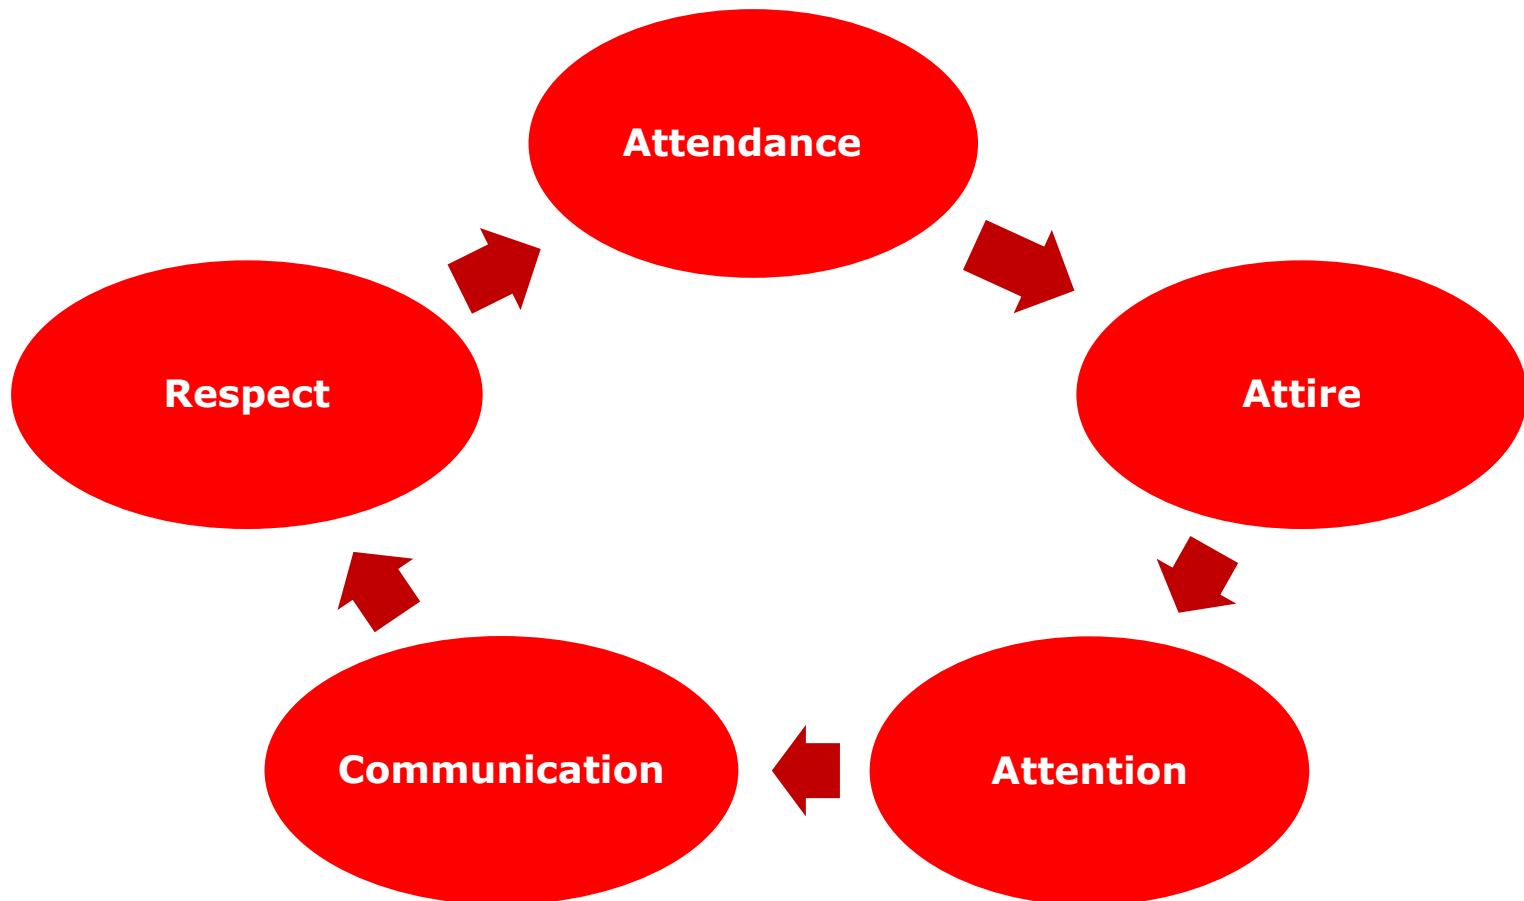 Attendance
Attire
Attention
Communication
Respect